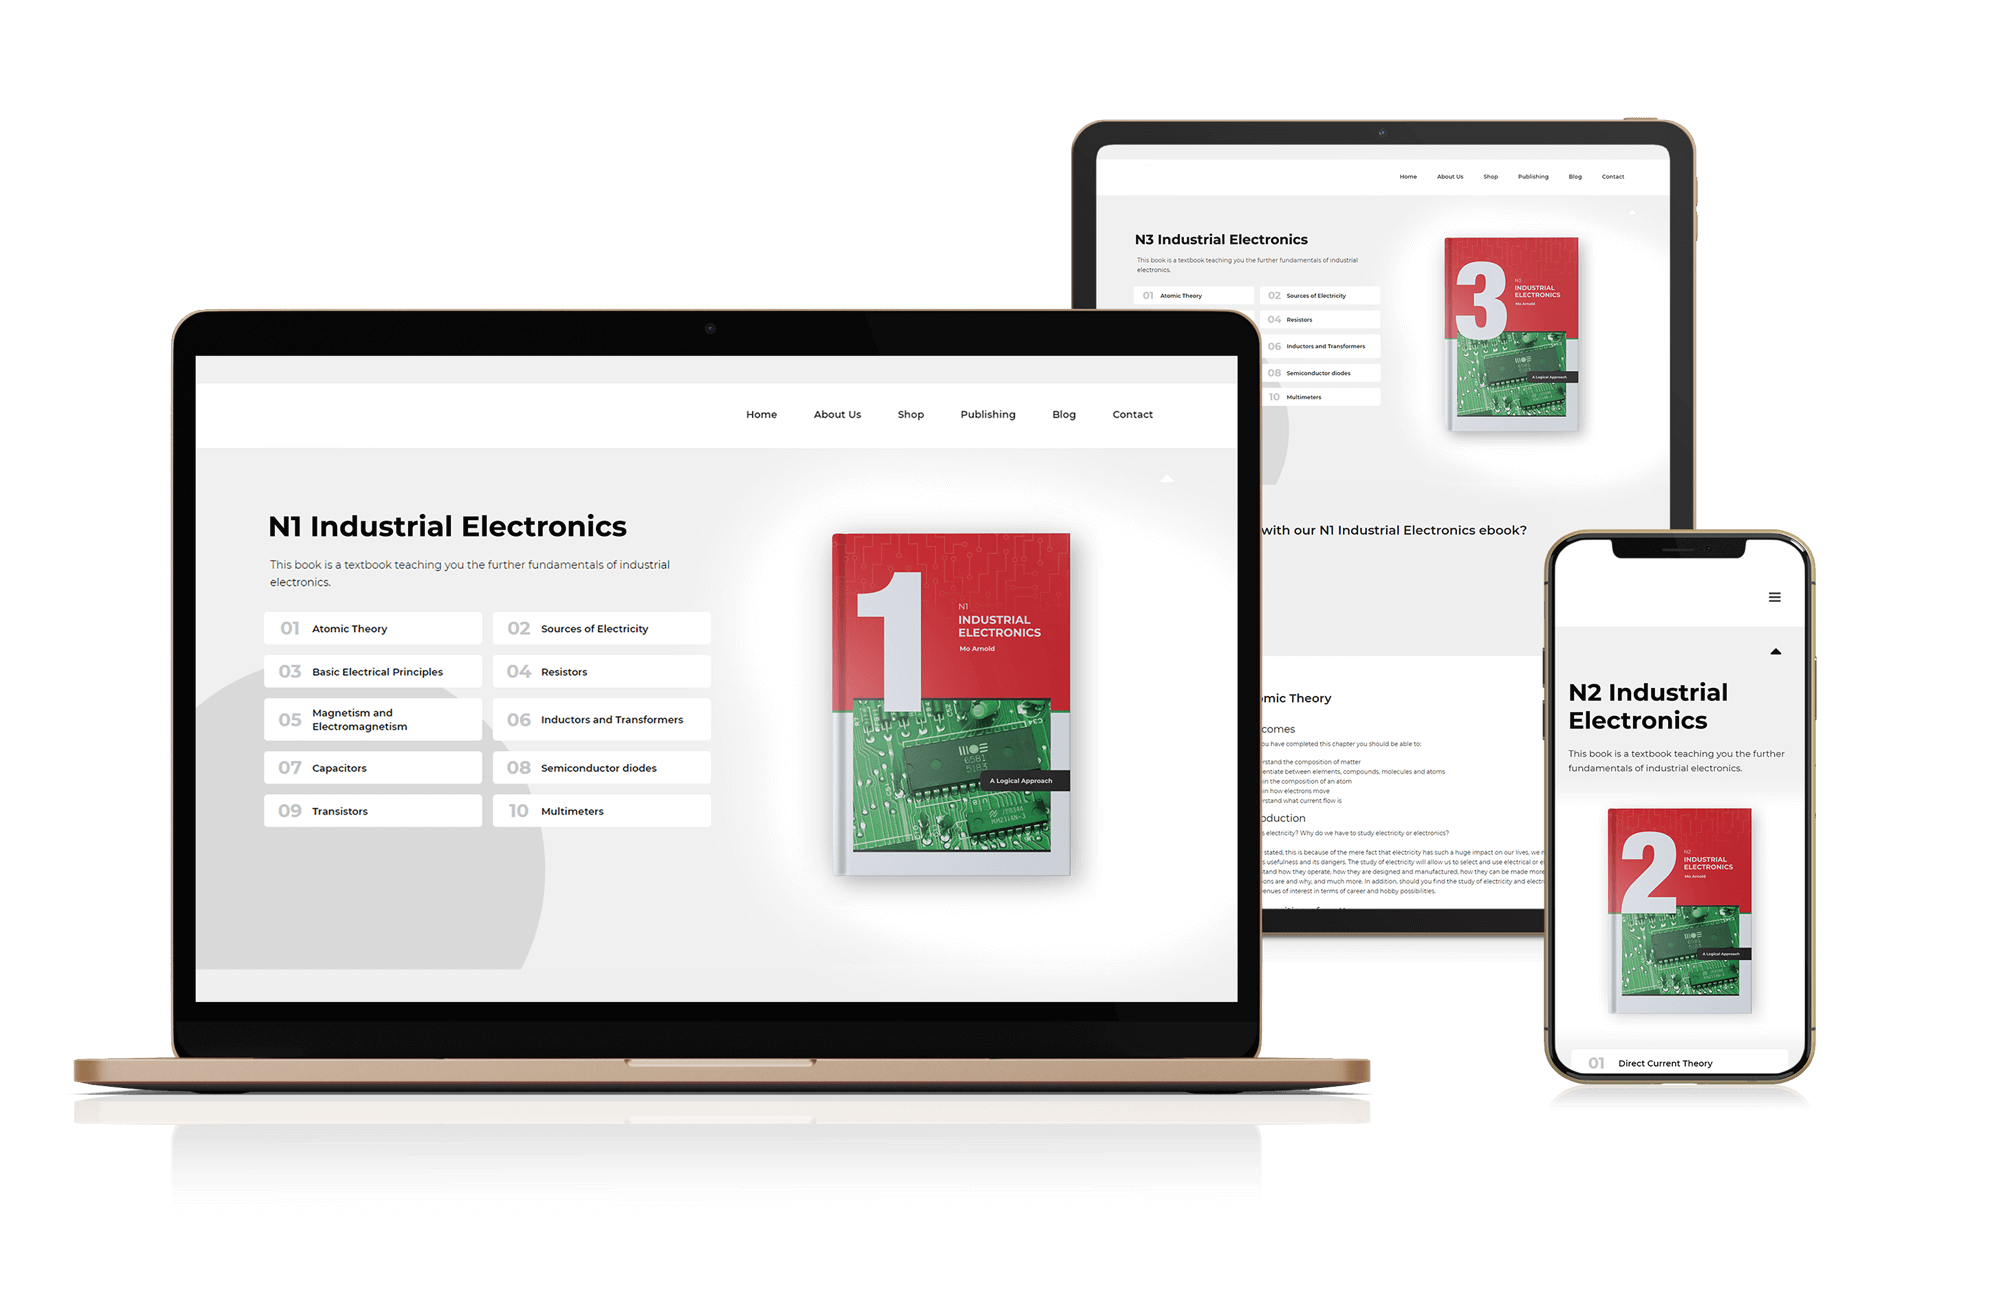 Home About Us Shop Publishing Blog Contact
N1 Industrial Electronics
This book is a textbook teaching you the further fundamentals of industrial
electronics.
01 Atomic Theory
02 Sources of Electricity
03 Basic Electrical Principles
04 Resistors
05 Magnetism and
Electromagnetism
06 Inductors and Transformers
07 Capacitors
08 Semiconductor diodes
09 Transistors
10 Multimeters
1
N1
INDUSTRIAL
ELECTRONICS
Mo Arnold
6581
5183
A Logical Approach
Home About Us Shop Publishing Blog Contact
N3 Industrial Electronics
This book is a textbook teaching you the further fundamentals of industrial
electronics.
01 Atomic Theory
02 Sources of Electricity
04 Resistors
06 Inductors and Transformers
08 Semiconductor diodes
10 Multimeters
3
N3
INDUSTRIAL
ELECTRONICS
Mo Arnold
A Logical Approach
with our N1 Industrial Electronics ebook?
Theory
have completed this chapter you should be able to:
the composition of matter
between elements, compounds, molecules and atoms
the composition of an atom
how electrons move
what current flow is
electricity? Why do we have to study electricity or electronics?
stated, this is because of the mere fact that electricity has such a huge impact on our lives, we
usefulness and its dangers. The study of electricity will allow us to select and use electrical or
how they operate, how they are designed and manufactured, how they can be made more
are and why, and much more. In addition, should you find the study of electricity and
of interest in terms of career and hobby possibilities.
N2 Industrial
Electronics
This book is a textbook teaching you the further
fundamentals of industrial electronics.
2
N2
INDUSTRIAL
ELECTRONICS
Mo Arnold
A Logical Approach
01 Direct Current Theory